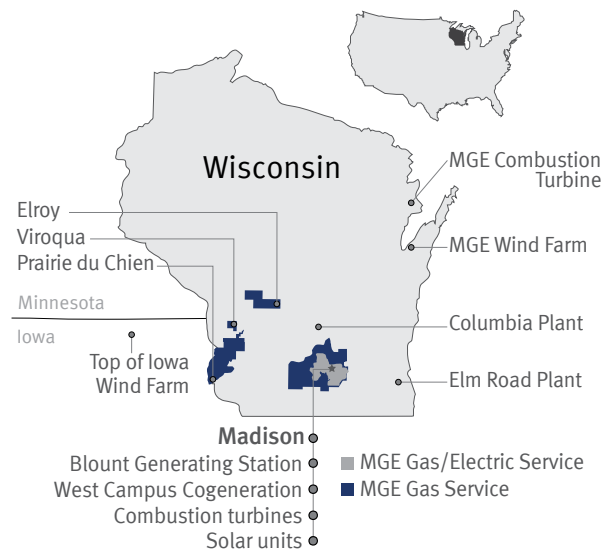 Wisconsin
MGE Combustion
Turbine
Elroy
Viroqua
MGE Wind Farm
Prairie du Chien
Minnesota
Iowa
Columbia Plant
Top of Iowa
Wind Farm
Elm Road Plant
Madison
Blount Generating Station
MGE Gas/Electric Service
West Campus Cogeneration
MGE Gas Service
Combustion turbines
Solar units